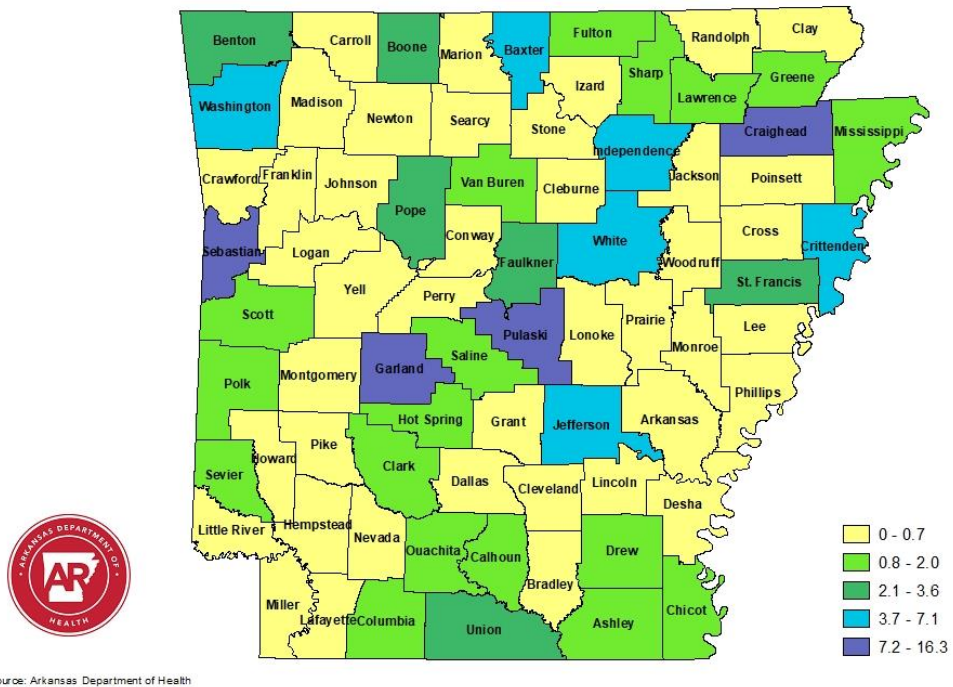 Benton
Carroll
Boone
Marion
Baxter
Fulton
Randolph
Clay
Sharp
Izard
Lawrence
Greene
Washington
Madison
Newton
Searcy
Stone
Independence
Jackson
Craighead
Mississippi
Crawford
Franklin
Johnson
Pope
Van Buren
Cleburne
Poinsett
Sebastian
Logan
Conway
Faulkner
White
Woodruff
Cross
Crittenden
St. Francis
Scott
Yell
Perry
Pulaski
Lonoke
Prairie
Monroe
Lee
Phillips
Polk
Montgomery
Garland
Saline
Hot Spring
Grant
Jefferson
Arkansas
Sevier
Howard
Pike
Clark
Dallas
Cleveland
Lincoln
Desha
Little River
Hempstead
Nevada
Ouachita
Calhoun
Bradley
Drew
Miller
Lafayette
Columbia
Union
Ashley
Chicot
ARKANSAS DEPARTMENT OF
AR
HEALTH
0 - 0.7
0.8 - 2.0
2.1 - 3.6
3.7 - 7.1
7.2 - 16.3
ource: Arkansas Department of Health